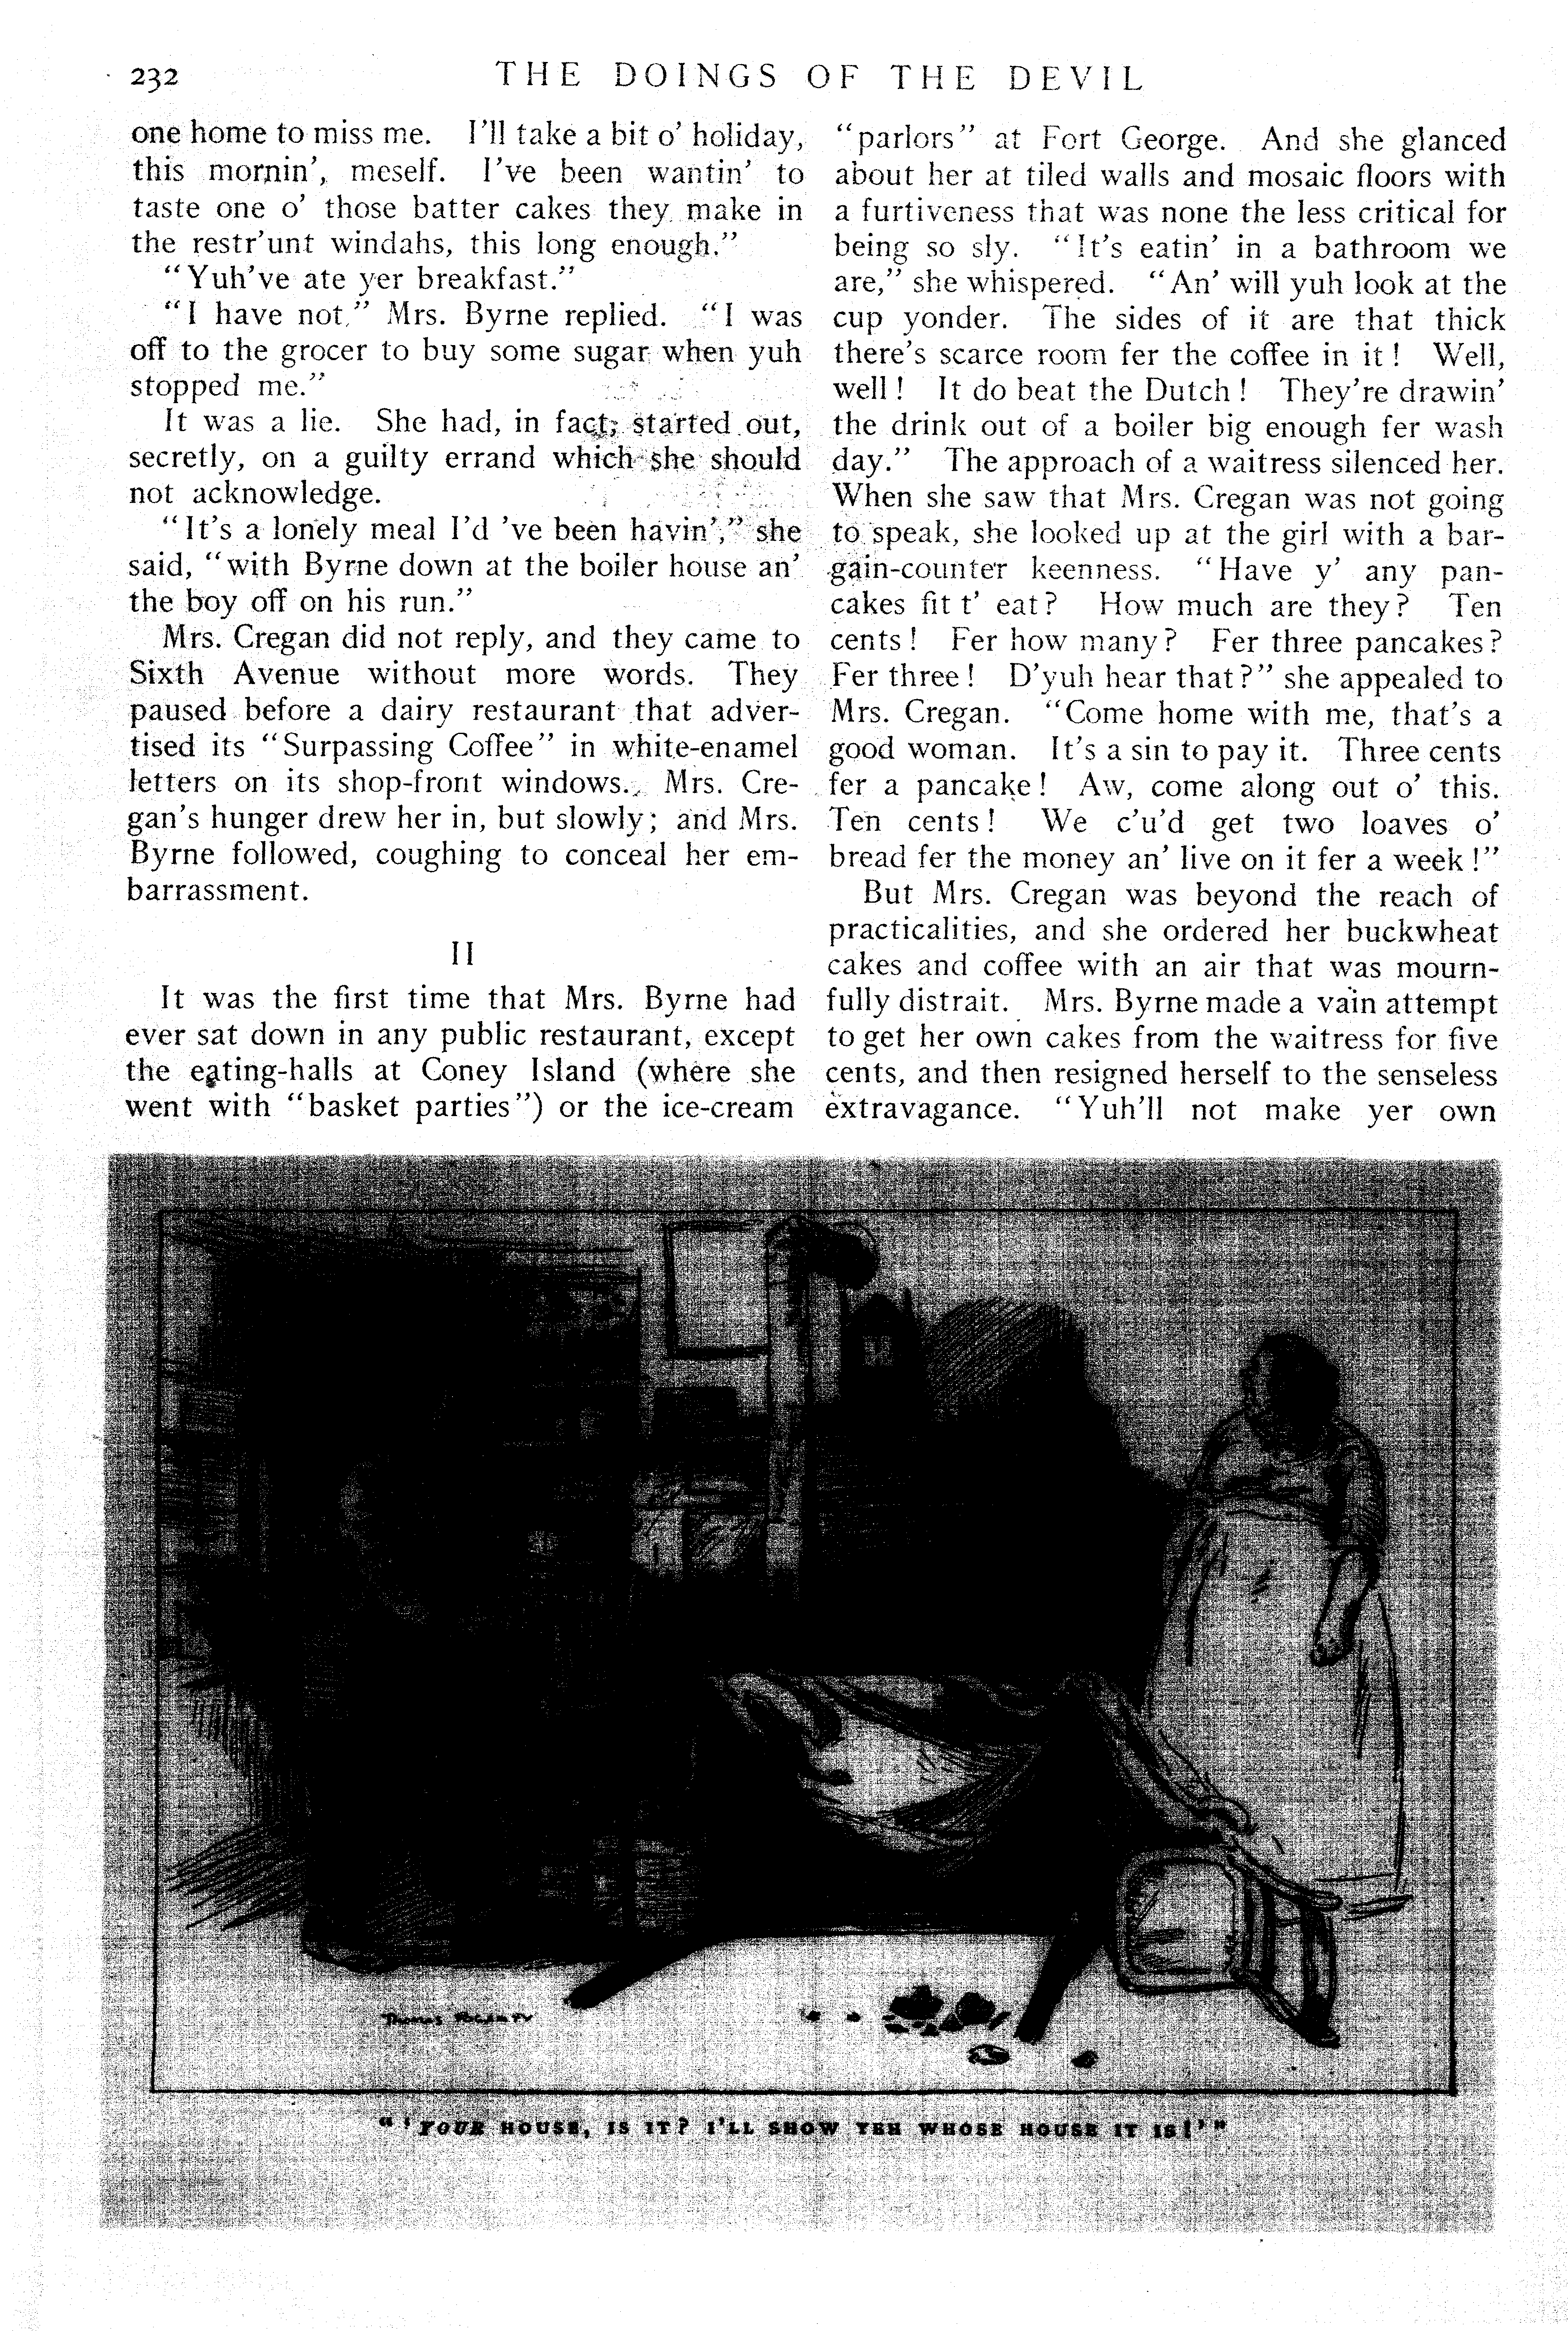 232
THE DOINGS OF THE DEVIL
one home to miss me. I'll take a bit o' holiday,
this mornin', meself. I've been wantin' to
taste one o' those batter cakes they make in
the restr'unt windahs, this long enough."
"Yuh've ate yer breakfast."
"I have not," Mrs. Byrne replied. "I was
off to the grocer to buy some sugar when yuh
stopped me."
It was a lie. She had, in fact, started out,
secretly, on a guilty errand which she should
not acknowledge.
"It's a lonely meal I'd 've been havin'," she
said, "with Byrne down at the boiler house an'
the boy off on his run."
Mrs. Cregan did not reply, and they came to
Sixth Avenue without more words. They
paused before a dairy restaurant that adver-
tised its "Surpassing Coffee" in white-enamel
letters on its shop-front windows. Mrs. Cre-
gan's hunger drew her in, but slowly; and Mrs.
Byrne followed, coughing to conceal her em-
barrassment.
II
It was the first time that Mrs. Byrne had
ever sat down in any public restaurant, except
the eating-halls at Coney Island (where she
went with "basket parties") or the ice-cream
"parlors" at Fort George. And she glanced
about her at tiled walls and mosaic floors with
a furtiveness that was none the less critical for
being so sly. "It's eatin' in a bathroom we
are," she whispered. "An' will yuh look at the
cup yonder. The sides of it are that thick
there's scarce room fer the coffee in it! Well,
well! It do beat the Dutch! They're drawin'
the drink out of a boiler big enough fer wash
day." The approach of a waitress silenced her.
When she saw that Mrs. Cregan was not going
to speak, she looked up at the girl with a bar-
gain-counter keenness. "Have y' any pan-
cakes fit t' eat? How much are they? Ten
cents! Fer how many? Fer three pancakes?
Fer three! D'yuh hear that?" she appealed to
Mrs. Cregan. "Come home with me, that's a
good woman. It's a sin to pay it. Three cents
fer a pancake! Aw, come along out o' this.
Ten cents! We c'u'd get two loaves o'
bread fer the money an' live on it fer a week!"
But Mrs. Cregan was beyond the reach of
practicalities, and she ordered her buckwheat
cakes and coffee with an air that was mourn-
fully distrait. Mrs. Byrne made a vain attempt
to get her own cakes from the waitress for five
cents, and then resigned herself to the senseless
extravagance. "Yuh'll not make yer own
Thomas Fogarty
"'YOUR HOUSE, IS IT? I'LL SHOW YEH WHOSE HOUSE IT IS!'"